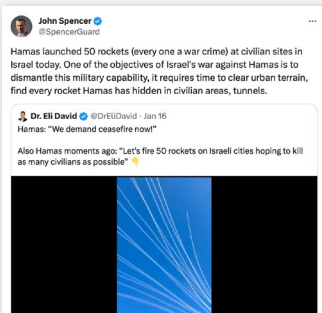 John Spencer
@SpencerGuard
Hamas launched 50 rockets (every one a war crime) at civilian sites in
Israel today. One of the objectives of Israel's war against Hamas is to
dismantle this military capability, it requires time to clear urban terrain,
find every rocket Hamas has hidden in civilian areas, tunnels.
Dr. Eli David @DrEliDavid · Jan 16
Hamas: "We demand ceasefire now!"
Also Hamas moments ago: "Let's fire 50 rockets on Israeli cities hoping to kill
as many civilians as possible" 👇